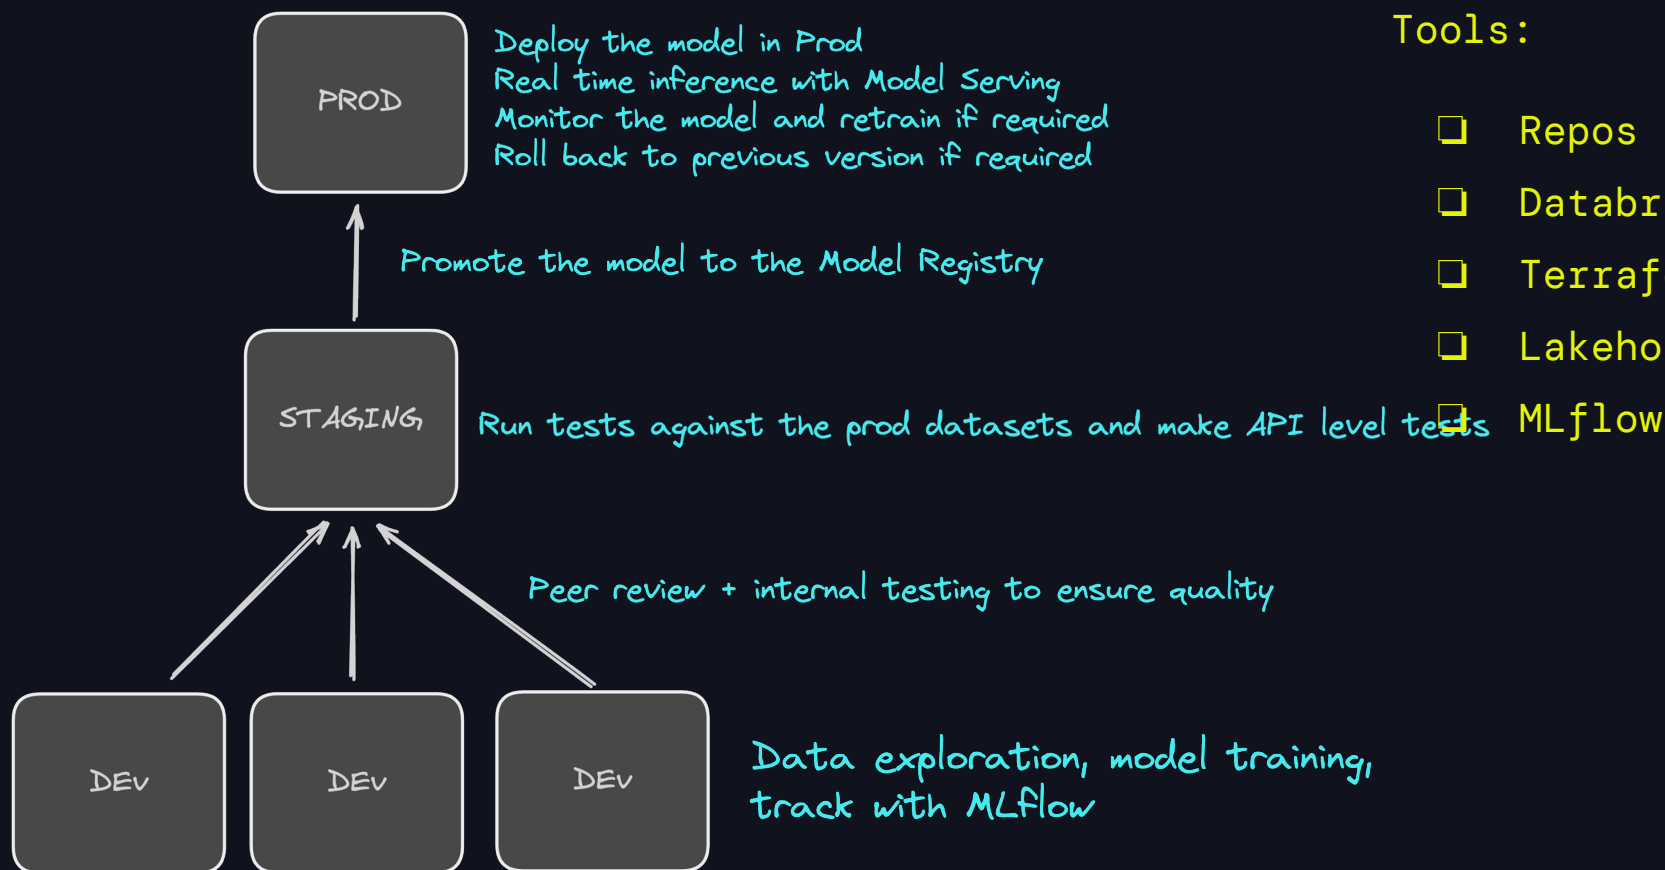 PROD
Deploy the model in Prod
Real time inference with Model Serving
Monitor the model and retrain if required
Roll back to previous version if required
Promote the model to the Model Registry
STAGING
Run tests against the prod datasets and make API level tests
Peer review + internal testing to ensure quality
DEV
DEV
DEV
Data exploration, model training,
track with MLflow
Tools:
Repos
Databr
Terraf
Lakeho
MLflow